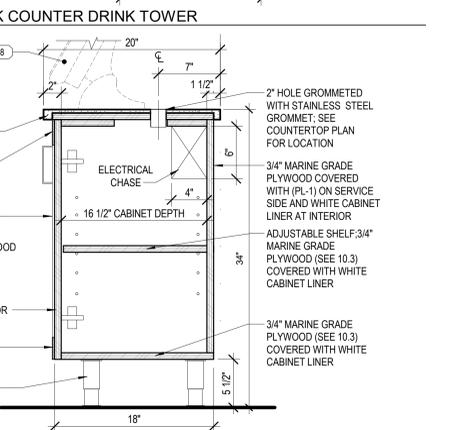 K COUNTER DRINK TOWER
8
20"
℄
7"
2"
1 1/2"
2" HOLE GROMMETED
WITH STAINLESS STEEL
GROMMET; SEE
COUNTERTOP PLAN
FOR LOCATION
ELECTRICAL
CHASE
6"
4"
3/4" MARINE GRADE
PLYWOOD COVERED
WITH (PL-1) ON SERVICE
SIDE AND WHITE CABINET
LINER AT INTERIOR
16 1/2" CABINET DEPTH
ADJUSTABLE SHELF;3/4"
MARINE GRADE
PLYWOOD (SEE 10.3)
COVERED WITH WHITE
CABINET LINER
OOD
34"
OR
3/4" MARINE GRADE
PLYWOOD (SEE 10.3)
COVERED WITH WHITE
CABINET LINER
5 1/2"
18"